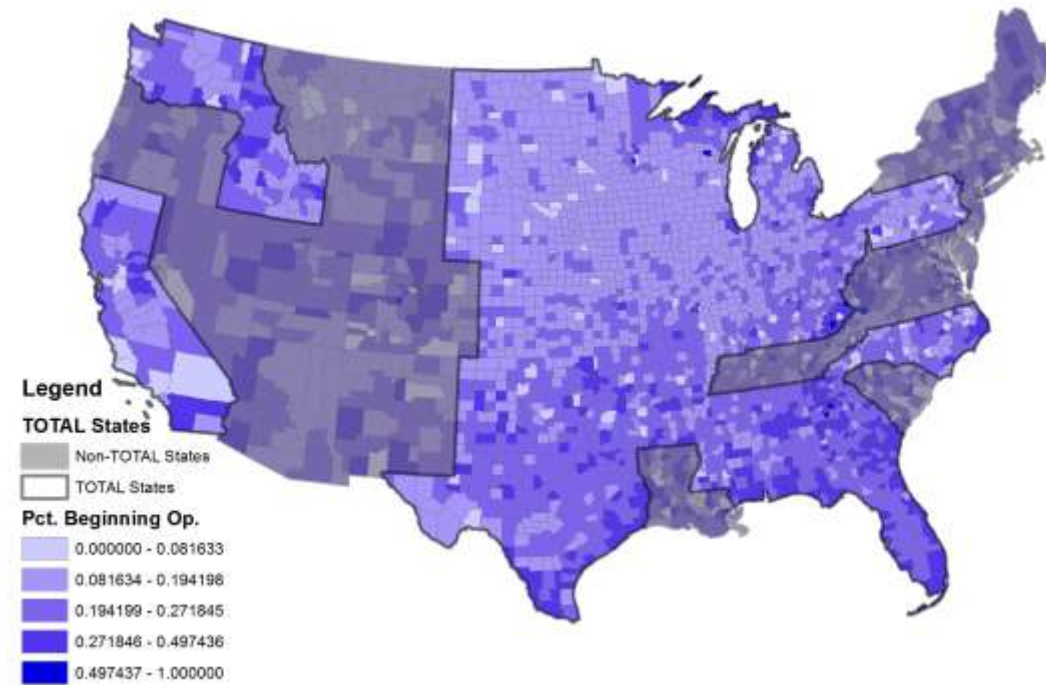 Legend
TOTAL States
Non-TOTAL States
TOTAL States
Pct. Beginning Op.
0.000000 - 0.081633
0.081634 - 0.194198
0.194199 - 0.271845
0.271846 - 0.497436
0.497437 - 1.000000